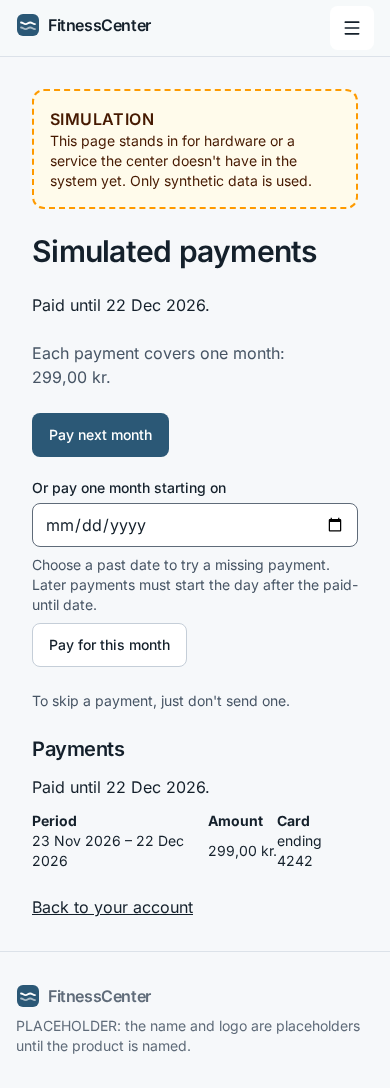 FitnessCenter
SIMULATION
This page stands in for hardware or a
service the center doesn't have in the
system yet. Only synthetic data is used.
Simulated payments
Paid until 22 Dec 2026.
Each payment covers one month:
299,00 kr.
Pay next month
Or pay one month starting on
mm/dd/yyyy
Choose a past date to try a missing payment.
Later payments must start the day after the paid-
until date.
Pay for this month
To skip a payment, just don't send one.
Payments
Paid until 22 Dec 2026.
Period Amount Card
23 Nov 2026 – 22 Dec 2026 299,00 kr. ending 4242
Back to your account
FitnessCenter
PLACEHOLDER: the name and logo are placeholders
until the product is named.